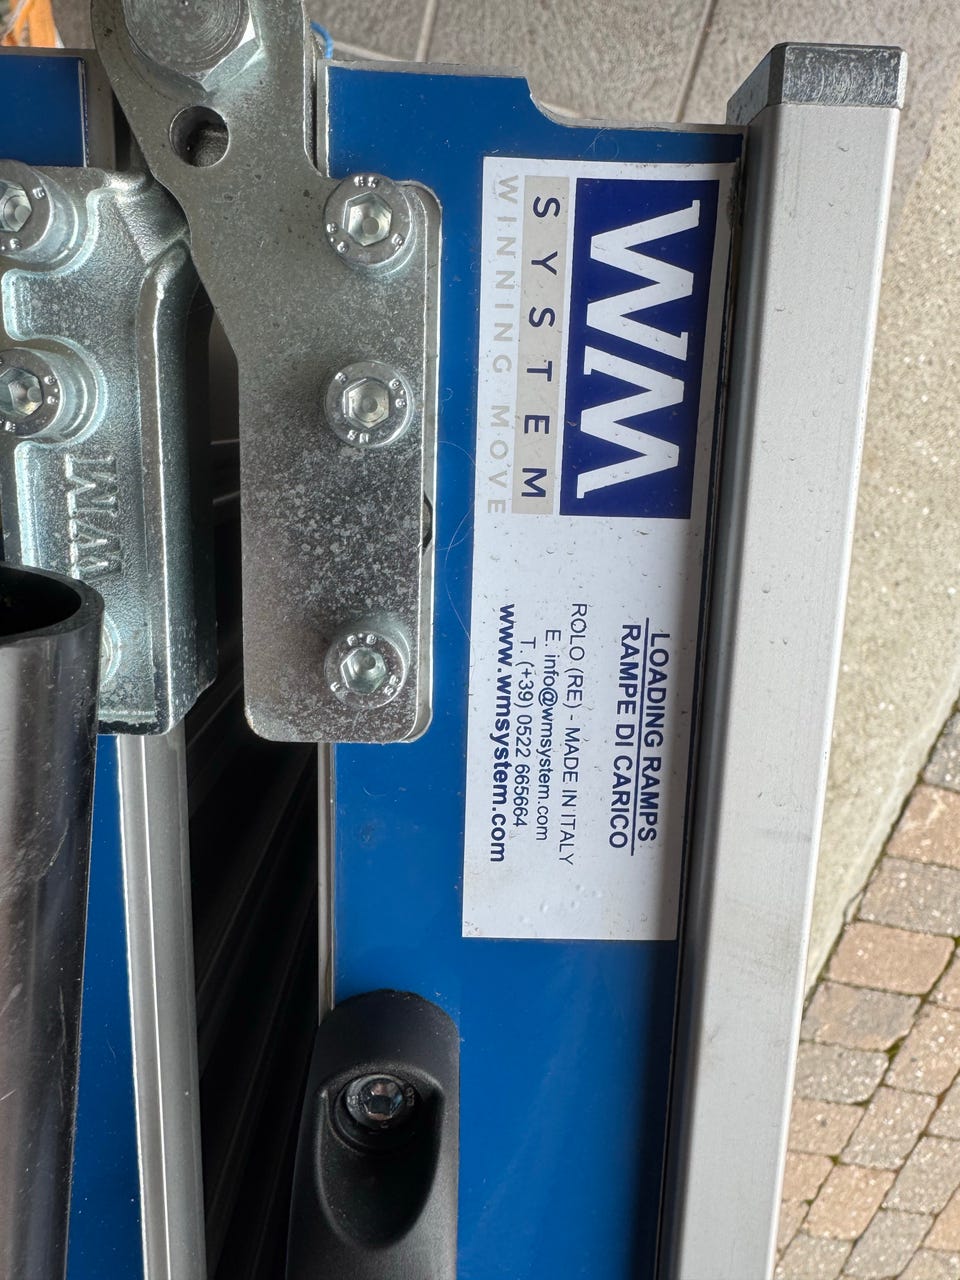 WM
SYSTEM
WINNING MOVE
LOADING RAMPS
RAMPE DI CARICO
ROLO (RE) - MADE IN ITALY
E. info@wmsystem.com
T. (+39) 0522 665664
www.wmsystem.com
WM